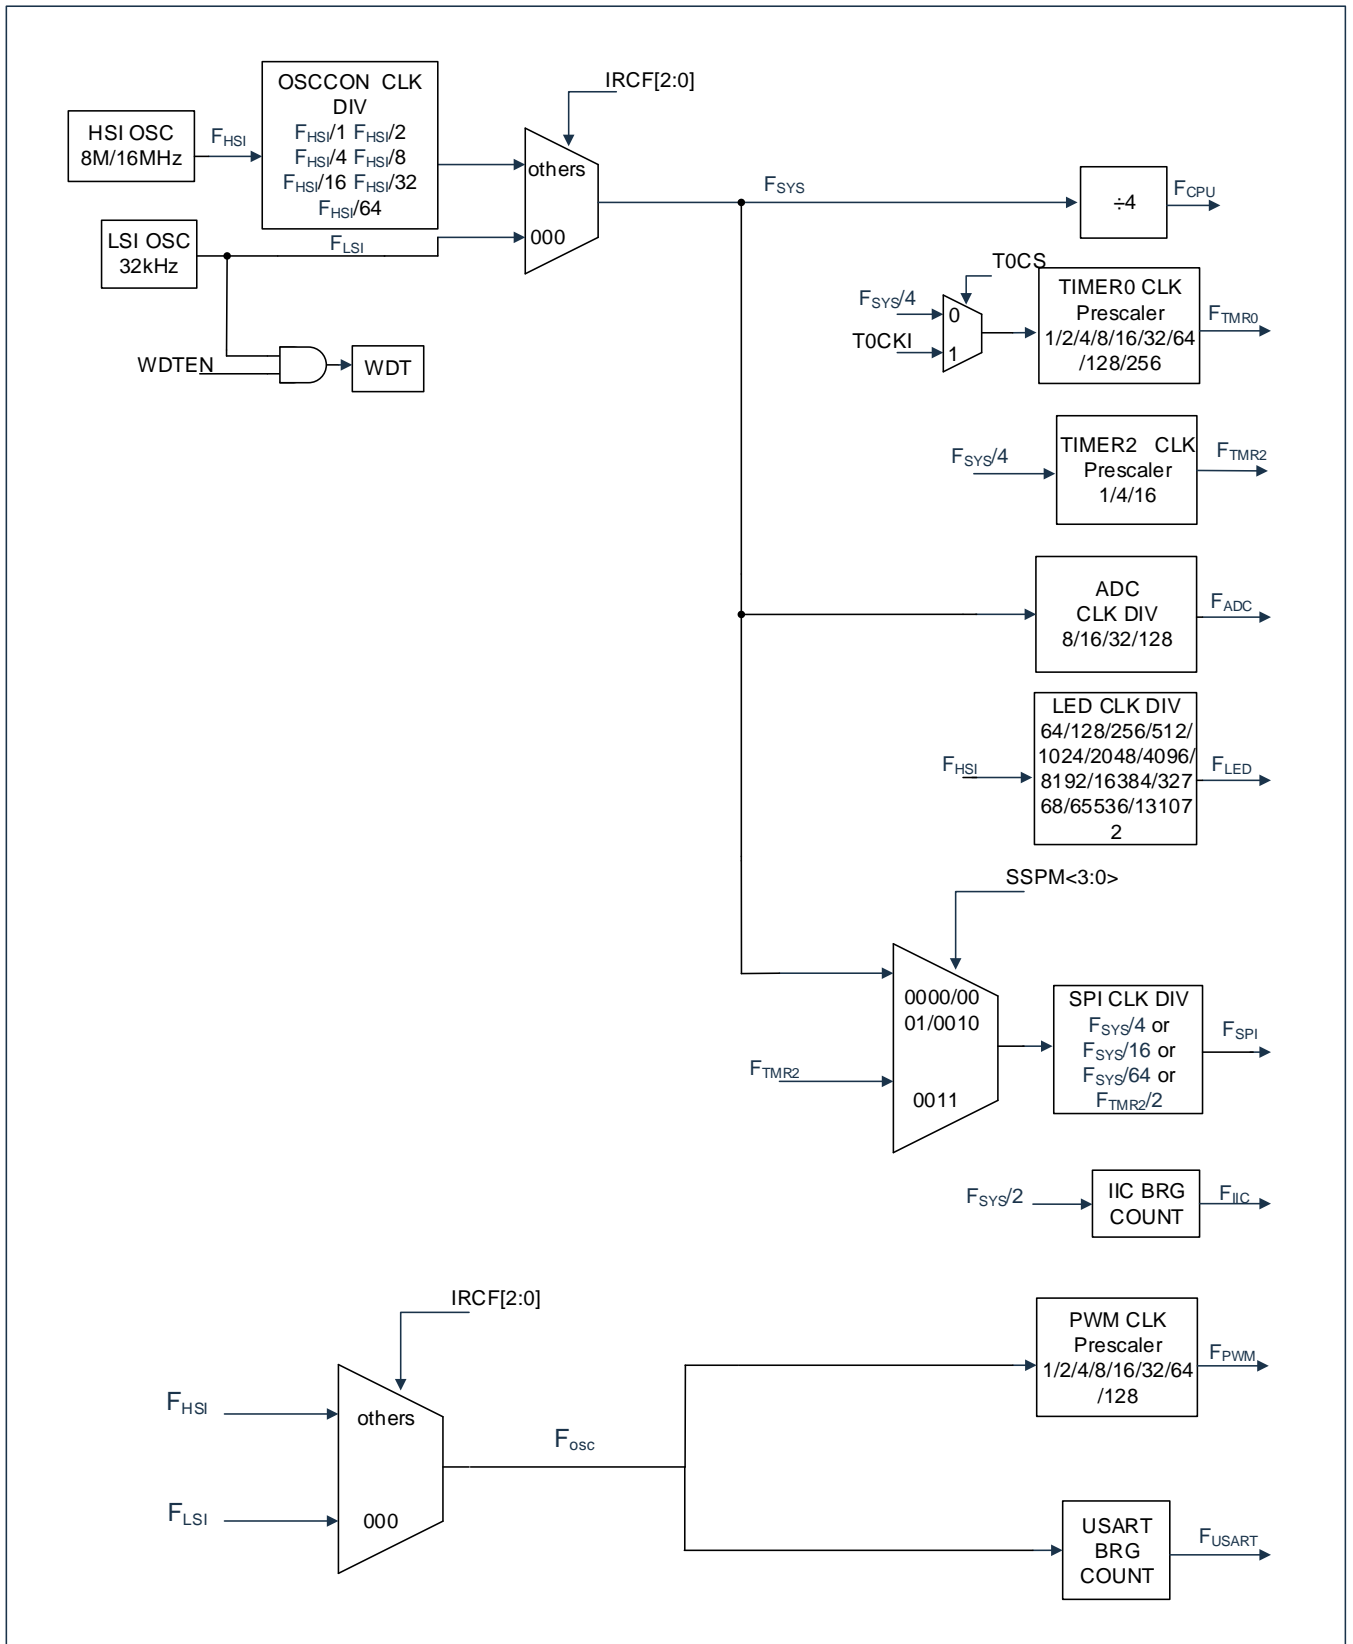 IRCF[2:0]
OSCCON CLK
DIV
FHSI/1 FHSI/2
FHSI/4 FHSI/8
FHSI/16 FHSI/32
FHSI/64
HSI OSC
8M/16MHz
FHSI
others
000
FSYS
÷4
FCPU
LSI OSC
32kHz
FLSI
WDTEN
WDT
T0CS
FSYS/4
T0CKI
0
1
TIMER0 CLK
Prescaler
1/2/4/8/16/32/64
/128/256
FTMR0
FSYS/4
TIMER2 CLK
Prescaler
1/4/16
FTMR2
ADC
CLK DIV
8/16/32/128
FADC
FHSI
LED CLK DIV
64/128/256/512/
1024/2048/4096/
8192/16384/327
68/65536/13107
2
FLED
SSPM<3:0>
0000/00
01/0010
0011
FTMR2
SPI CLK DIV
FSYS/4 or
FSYS/16 or
FSYS/64 or
FTMR2/2
FSPI
FSYS/2
IIC BRG
COUNT
FIIC
IRCF[2:0]
FHSI
FLSI
others
000
Fosc
PWM CLK
Prescaler
1/2/4/8/16/32/64
/128
FPWM
USART
BRG
COUNT
FUSART